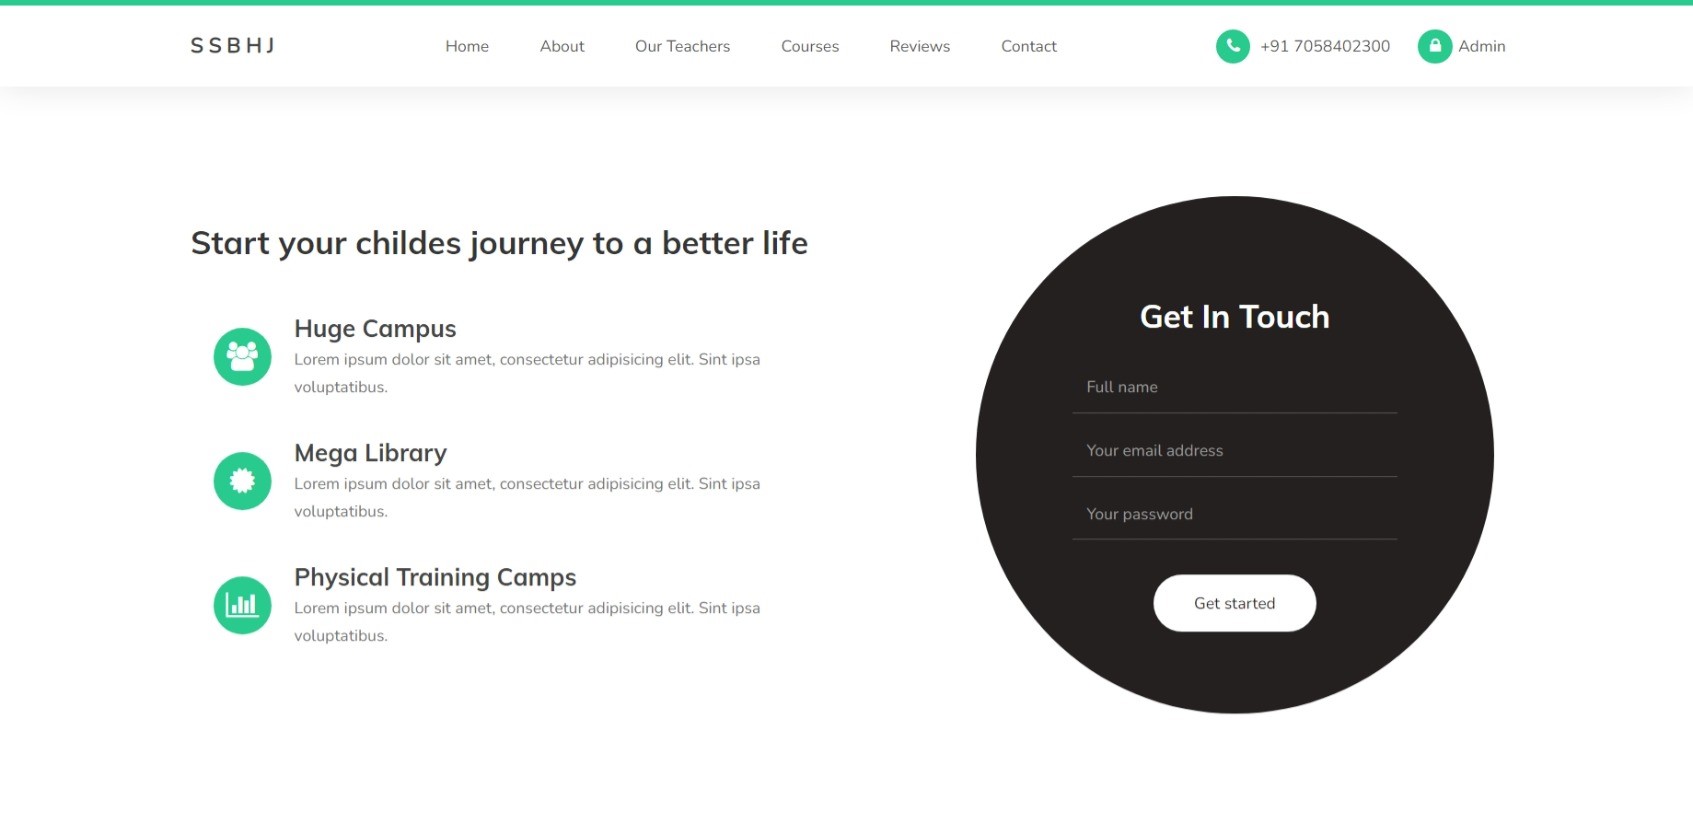 SSBHJ
Home
About
Our Teachers
Courses
Reviews
Contact
+91 7058402300
Admin
Start your childes journey to a better life
Huge Campus
Lorem ipsum dolor sit amet, consectetur adipisicing elit. Sint ipsa
voluptatibus.
Mega Library
Lorem ipsum dolor sit amet, consectetur adipisicing elit. Sint ipsa
voluptatibus.
Physical Training Camps
Lorem ipsum dolor sit amet, consectetur adipisicing elit. Sint ipsa
voluptatibus.
Get In Touch
Full name
Your email address
Your password
Get started